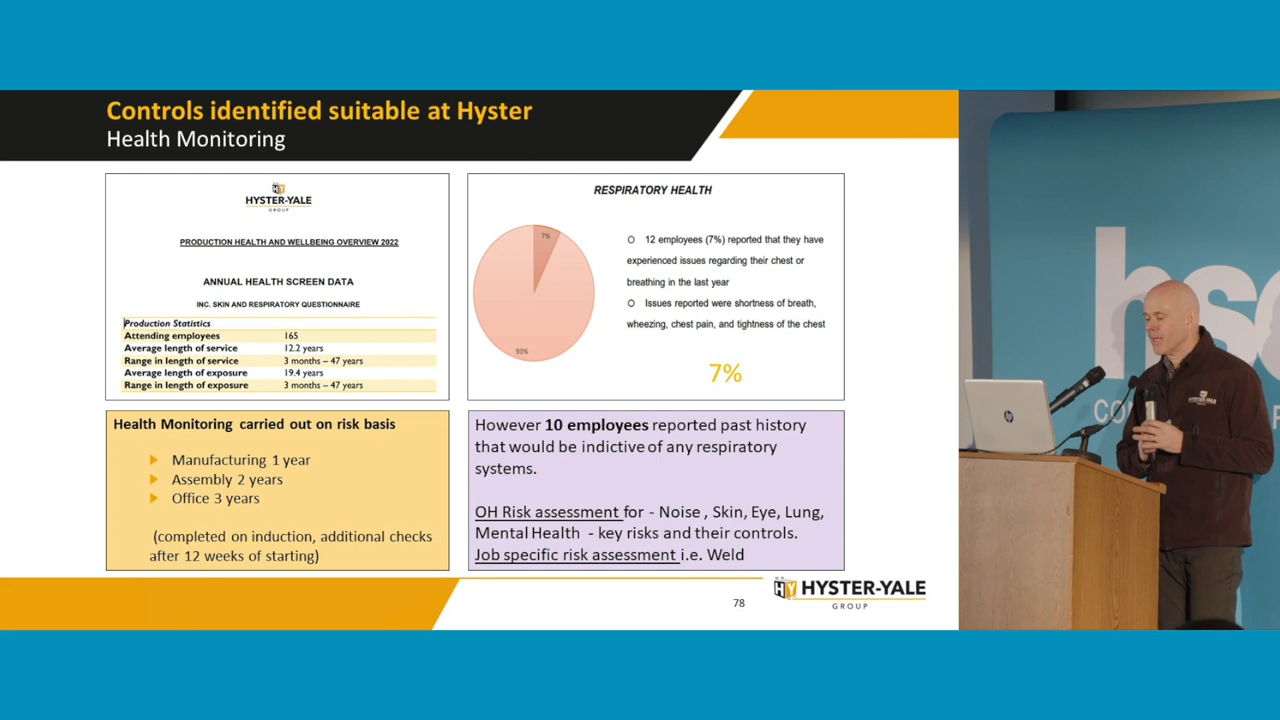 Controls identified suitable at Hyster
Health Monitoring
HY
HYSTER-YALE
GROUP
PRODUCTION HEALTH AND WELLBEING OVERVIEW 2022
ANNUAL HEALTH SCREEN DATA
INC. SKIN AND RESPIRATORY QUESTIONNAIRE
Production Statistics
Attending employees 165
Average length of service 12.2 years
Range in length of service 3 months – 47 years
Average length of exposure 19.4 years
Range in length of exposure 3 months – 47 years
RESPIRATORY HEALTH
7%
93%
O 12 employees (7%) reported that they have
experienced issues regarding their chest or
breathing in the last year
O Issues reported were shortness of breath,
wheezing, chest pain, and tightness of the chest
7%
Health Monitoring carried out on risk basis
Manufacturing 1 year
Assembly 2 years
Office 3 years
(completed on induction, additional checks
after 12 weeks of starting)
However 10 employees reported past history
that would be indictive of any respiratory
systems.
OH Risk assessment for - Noise , Skin, Eye, Lung,
Mental Health - key risks and their controls.
Job specific risk assessment i.e. Weld
78
HY HYSTER-YALE
GROUP
hp
HYSTER-YALE